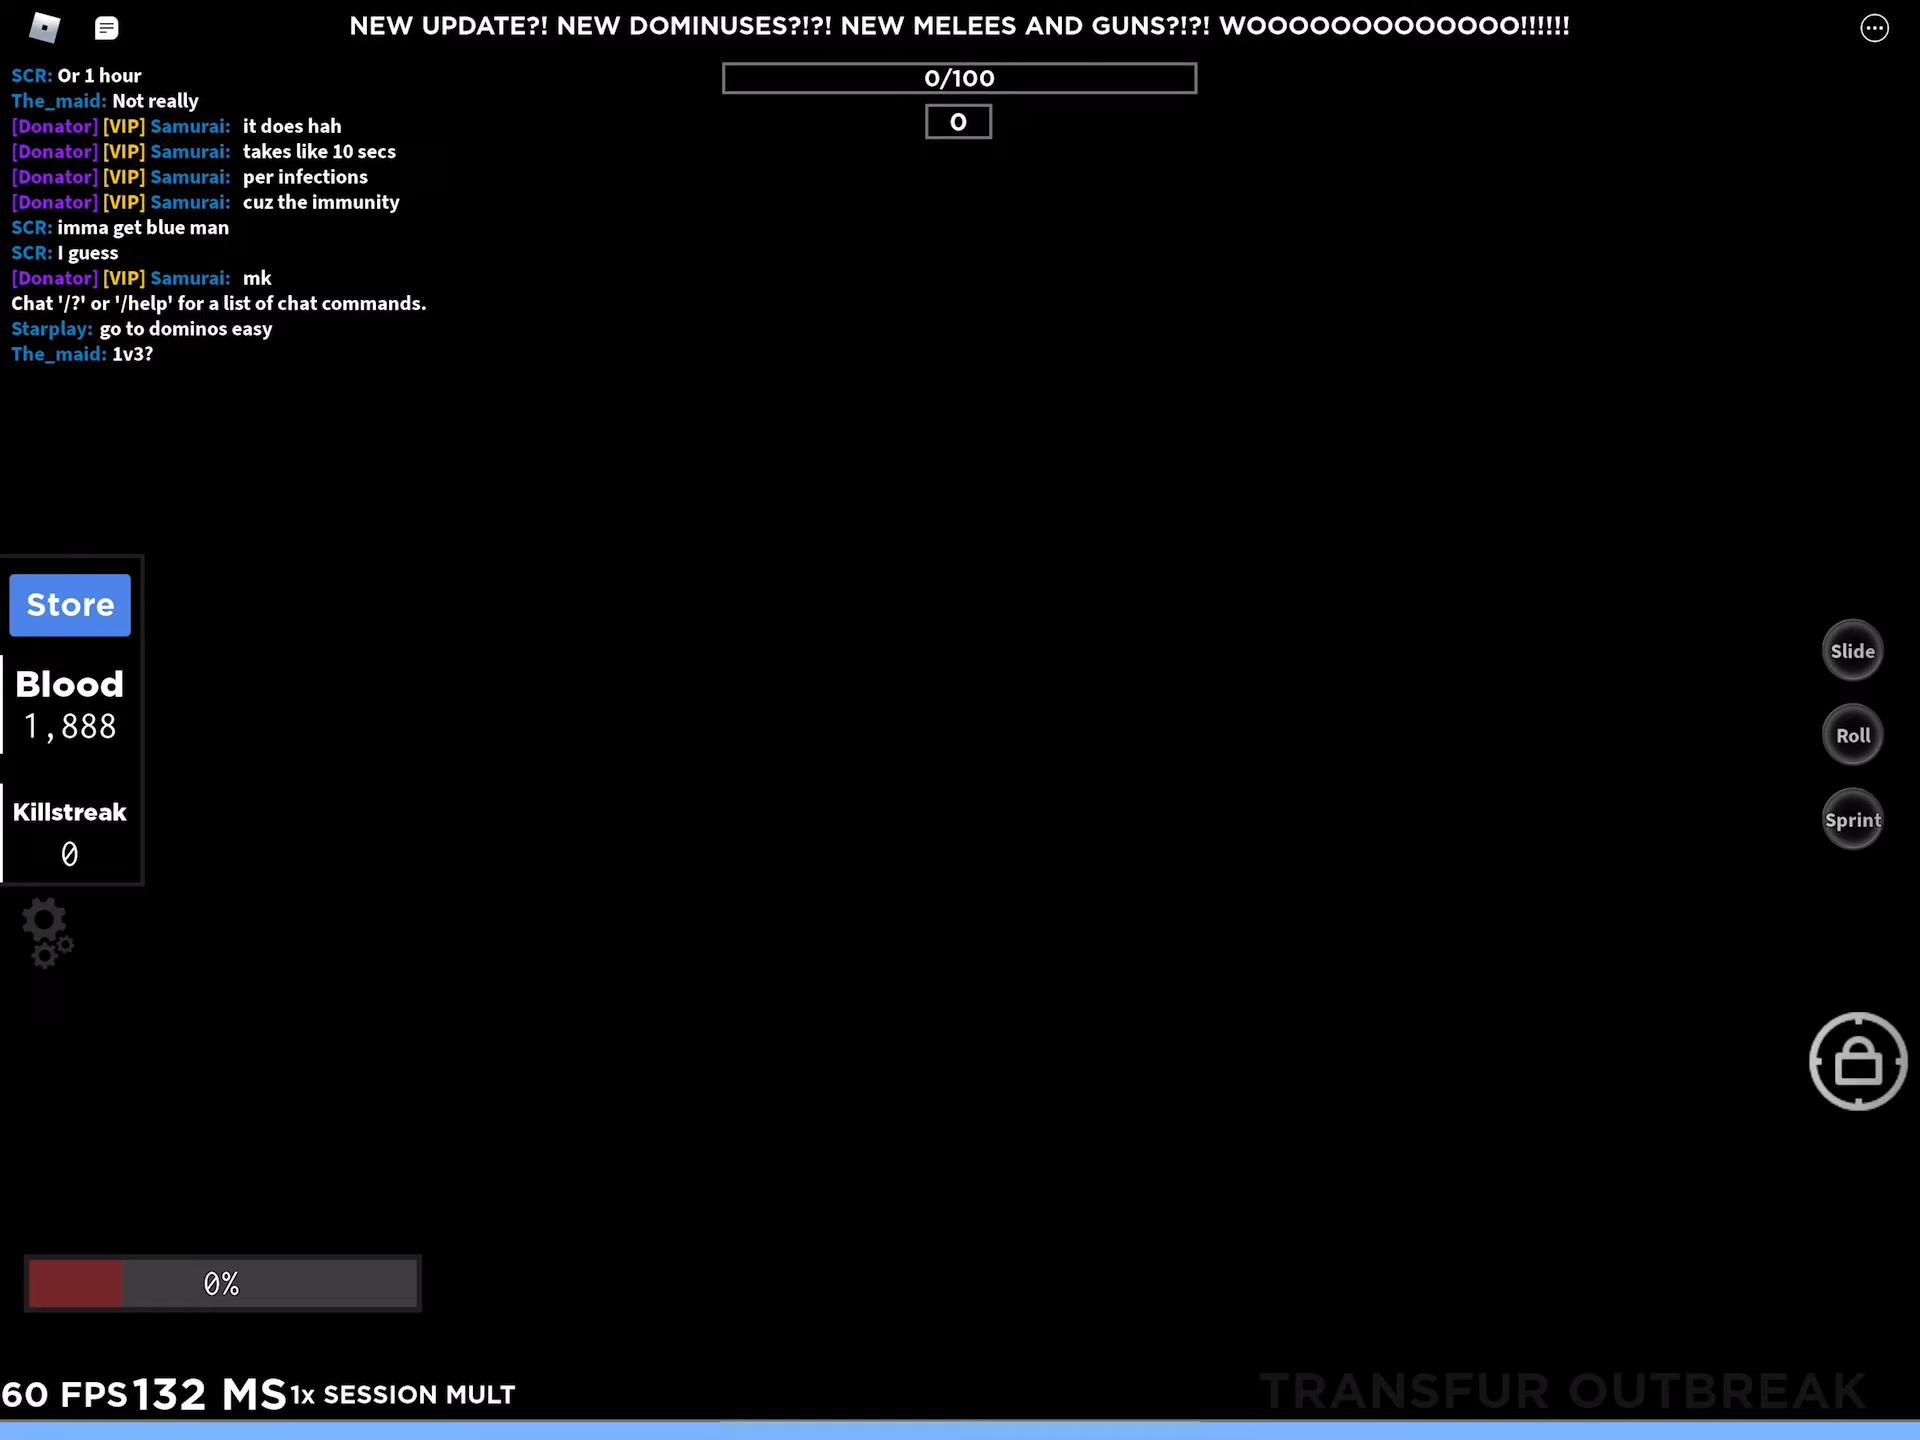 NEW UPDATE?! NEW DOMINUSES?!?! NEW MELEES AND GUNS?!?! WOOOOOOOOOOOOO!!!!!!
0/100
0
SCR: Or 1 hour
The_maid: Not really
[Donator] [VIP] Samurai: it does hah
[Donator] [VIP] Samurai: takes like 10 secs
[Donator] [VIP] Samurai: per infections
[Donator] [VIP] Samurai: cuz the immunity
SCR: imma get blue man
SCR: I guess
[Donator] [VIP] Samurai: mk
Chat '/?' or '/help' for a list of chat commands.
Starplay: go to dominos easy
The_maid: 1v3?
Store
Blood
1,888
Killstreak
0
Slide
Roll
Sprint
0%
60 FPS 132 MS 1x SESSION MULT
TRANSFUR OUTBREAK